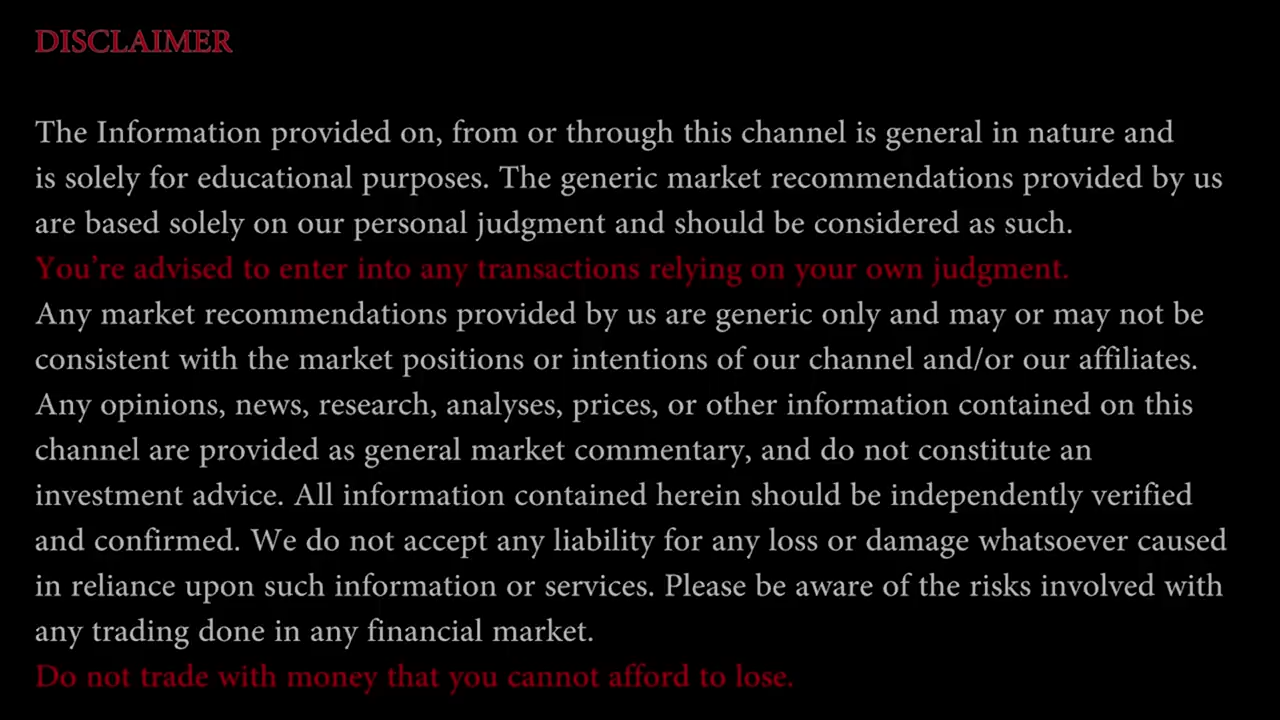 DISCLAIMER
The Information provided on, from or through this channel is general in nature and
is solely for educational purposes. The generic market recommendations provided by us
are based solely on our personal judgment and should be considered as such.
You're advised to enter into any transactions relying on your own judgment.
Any market recommendations provided by us are generic only and may or may not be
consistent with the market positions or intentions of our channel and/or our affiliates.
Any opinions, news, research, analyses, prices, or other information contained on this
channel are provided as general market commentary, and do not constitute an
investment advice. All information contained herein should be independently verified
and confirmed. We do not accept any liability for any loss or damage whatsoever caused
in reliance upon such information or services. Please be aware of the risks involved with
any trading done in any financial market.
Do not trade with money that you cannot afford to lose.